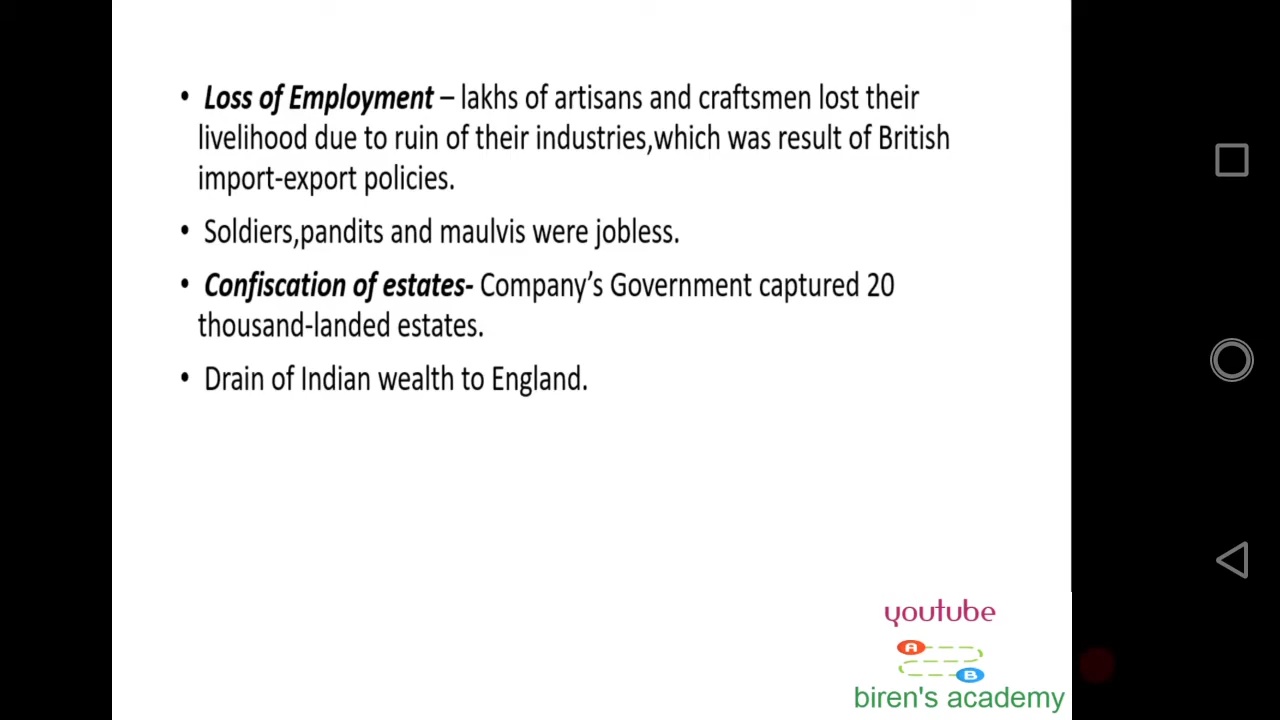 • Loss of Employment – lakhs of artisans and craftsmen lost their
livelihood due to ruin of their industries,which was result of British
import-export policies.
• Soldiers,pandits and maulvis were jobless.
• Confiscation of estates- Company’s Government captured 20
thousand-landed estates.
• Drain of Indian wealth to England.
youtube
A
B
biren's academy